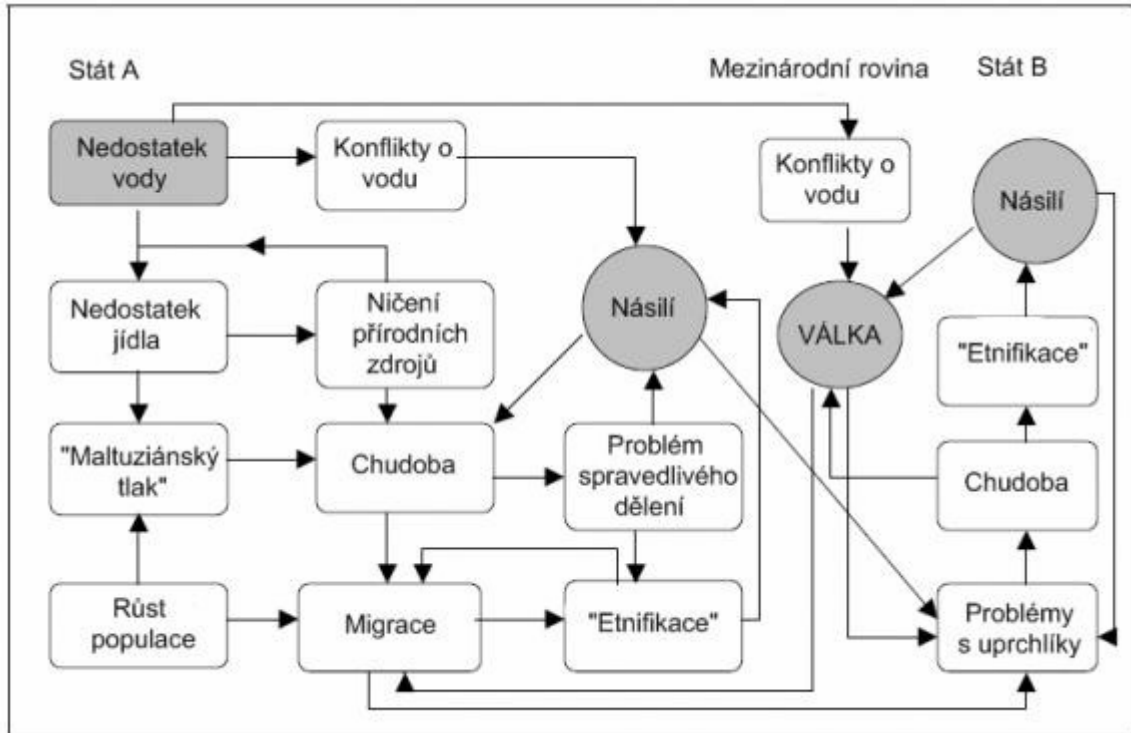 Stát A
Mezinárodní rovina
Stát B
Nedostatek
vody
Konflikty o
vodu
Konflikty o
vodu
Násilí
Nedostatek
jídla
Ničení
přírodních
zdrojů
Násilí
VÁLKA
"Etnifikace"
"Maltuziánský
tlak"
Chudoba
Problém
spravedlivého
dělení
Chudoba
Růst
populace
Migrace
"Etnifikace"
Problémy
s uprchlíky